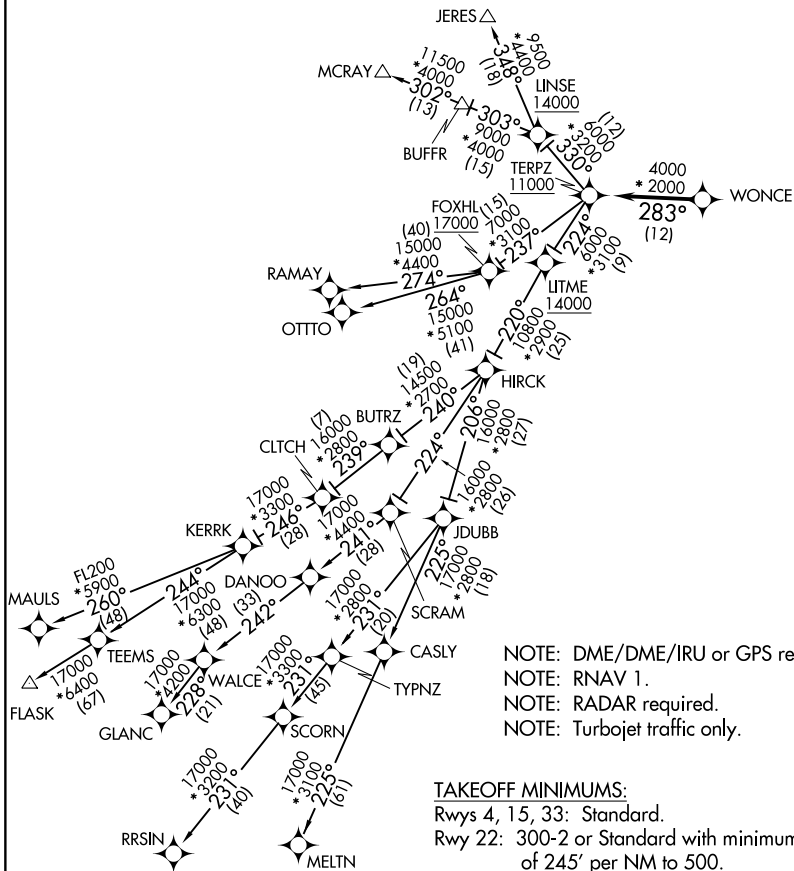 JERES
9500
*4400
348°
(18)
MCRAY
11500
*4000
302°
(13)
LINSE
14000
BUFFR
303°
9000
*4000
(15)
(12)
6000
*3200
330°
TERPZ
11000
4000
*2000
283°
(12)
WONCE
FOXHL
17000
(15)
7000
*3100
237°
224°
6000
*3100
(9)
(40)
15000
*4400
274°
RAMAY
OTTTO
264°
15000
*5100
(41)
LITME
14000
220°
10800
*2900
(25)
HIRCK
(19)
14500
*2700
240°
BUTRZ
206°
16000
*2800
(27)
224°
16000
*2800
(26)
(7)
16000
*2800
239°
CLTCH
17000
*3300
246°
(28)
KERRK
17000
*4400
241°
(28)
JDUBB
SCRAM
DANOO
FL200
*5900
260°
(48)
MAULS
244°
17000
*6300
(48)
TEEMS
(33)
242°
17000
*2800
231°
(20)
225°
17000
*2800
(18)
CASLY
17000
*6400
(67)
FLASK
WALCE
17000
*4200
228°
(21)
GLANC
17000
*3300
231°
(45)
TYPNZ
SCORN
17000
*3200
231°
(40)
RRSIN
17000
*3100
225°
(61)
MELTN
NOTE: DME/DME/IRU or GPS re
NOTE: RNAV 1.
NOTE: RADAR required.
NOTE: Turbojet traffic only.
TAKEOFF MINIMUMS:
Rwys 4, 15, 33: Standard.
Rwy 22: 300-2 or Standard with minimum
of 245' per NM to 500.